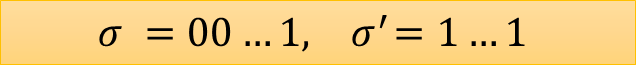 σ = 00 … 1, σ′ = 1 … 1